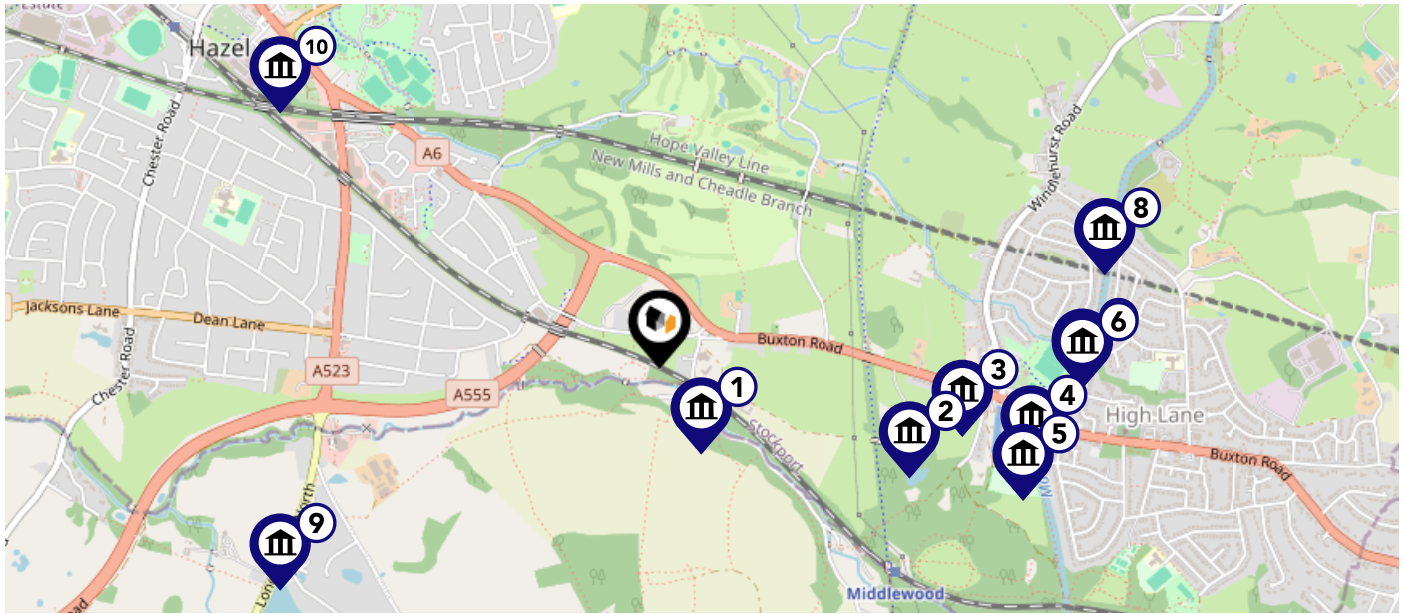 Estate
Hazel
10
Chester Road
A6
Hope Valley Line
New Mills and Cheadle Branch
Windlehurst Road
8
Jacksons Lane
Dean Lane
6
Buxton Road
Chester Road
A523
A555
1
3
2
4
High Lane
5
Stockport
Buxton Road
9
Middlewood